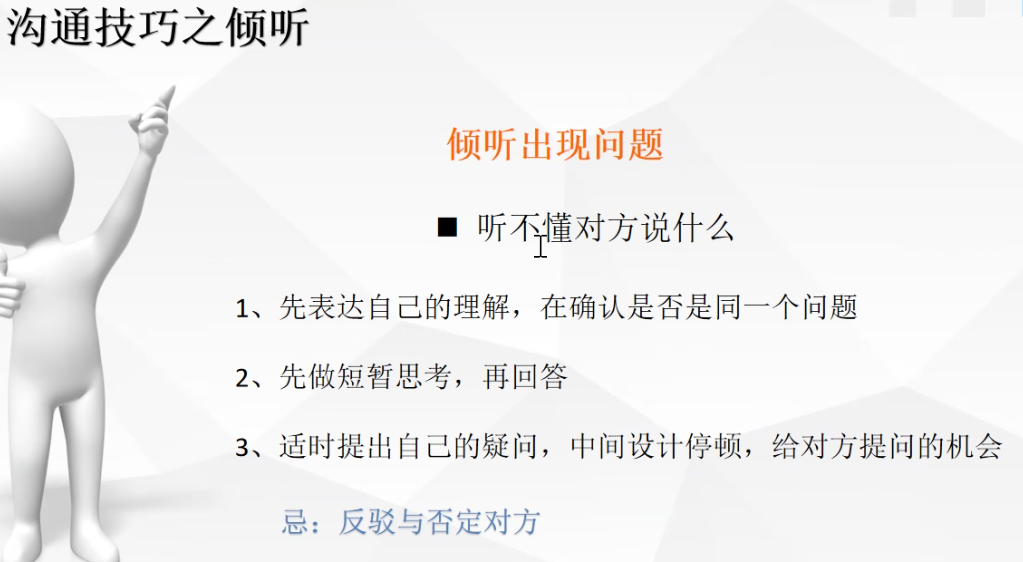 沟通技巧之倾听
倾听出现问题
■ 听不懂对方说什么
1、先表达自己的理解，在确认是否是同一个问题
2、先做短暂思考，再回答
3、适时提出自己的疑问，中间设计停顿，给对方提问的机会
忌：反驳与否定对方